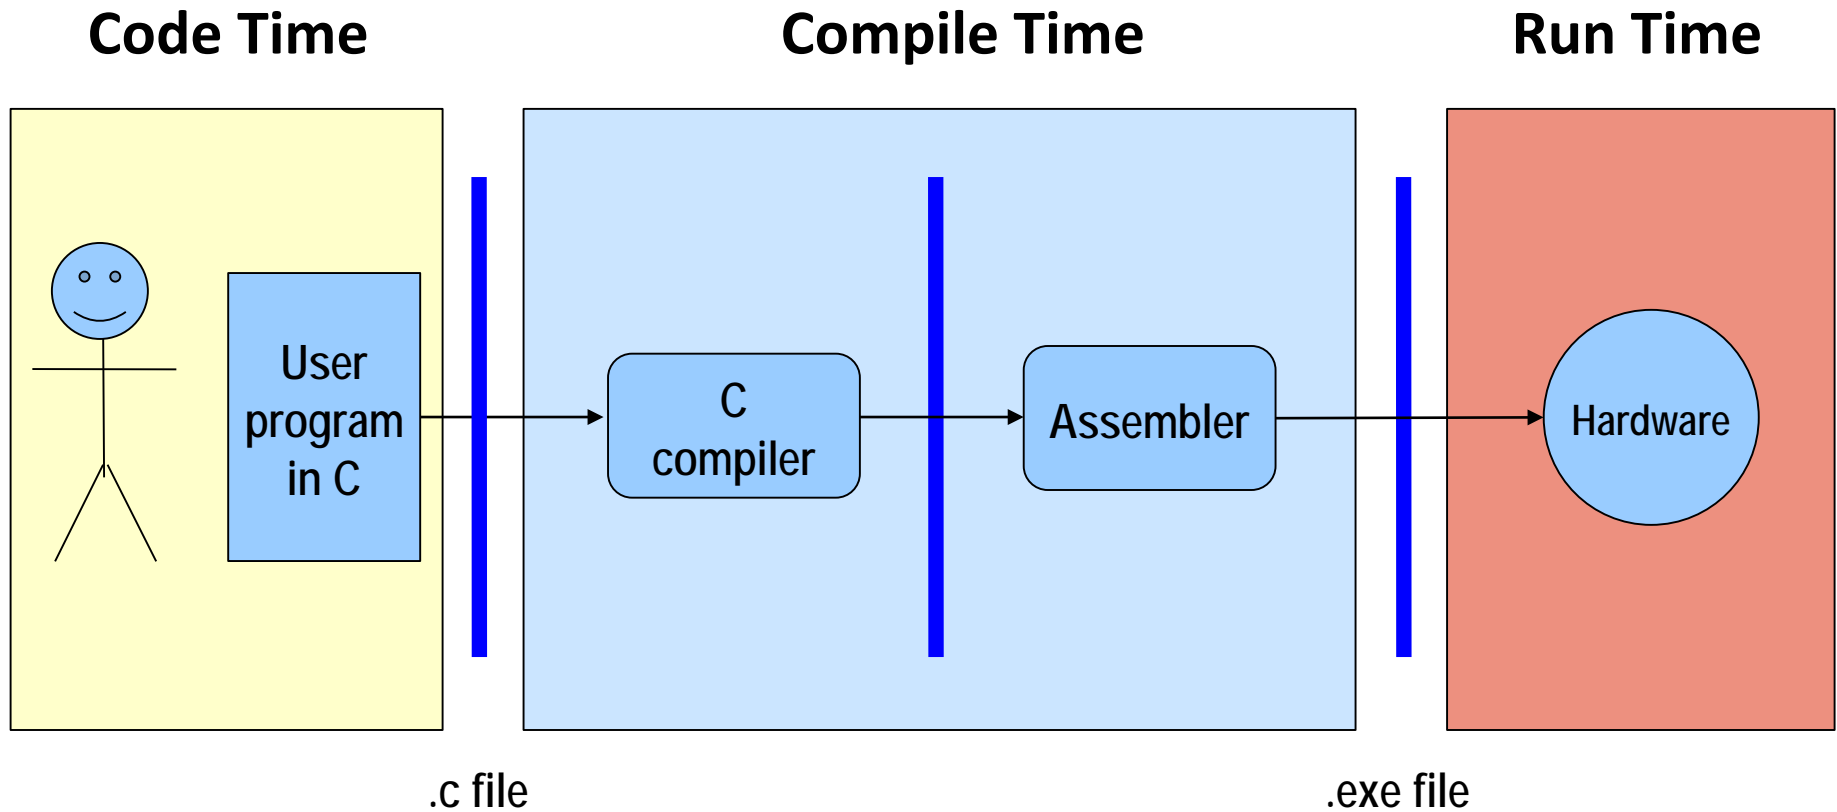 Code Time
Compile Time
Run Time
User
program
in C
C
compiler
Assembler
Hardware
.c file
.exe file